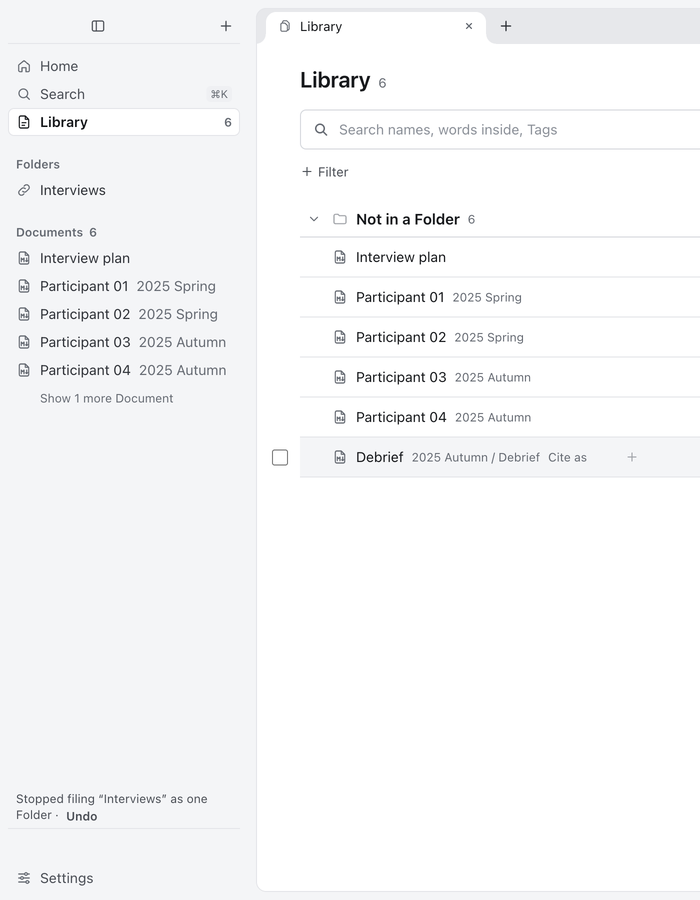 Library
Home
Search ⌘K
Library 6
Folders
Interviews
Documents 6
Interview plan
Participant 01 2025 Spring
Participant 02 2025 Spring
Participant 03 2025 Autumn
Participant 04 2025 Autumn
Show 1 more Document
Stopped filing “Interviews” as one
Folder · Undo
Settings
Library 6
Search names, words inside, Tags
+ Filter
Not in a Folder 6
Interview plan
Participant 01 2025 Spring
Participant 02 2025 Spring
Participant 03 2025 Autumn
Participant 04 2025 Autumn
Debrief 2025 Autumn / Debrief Cite as